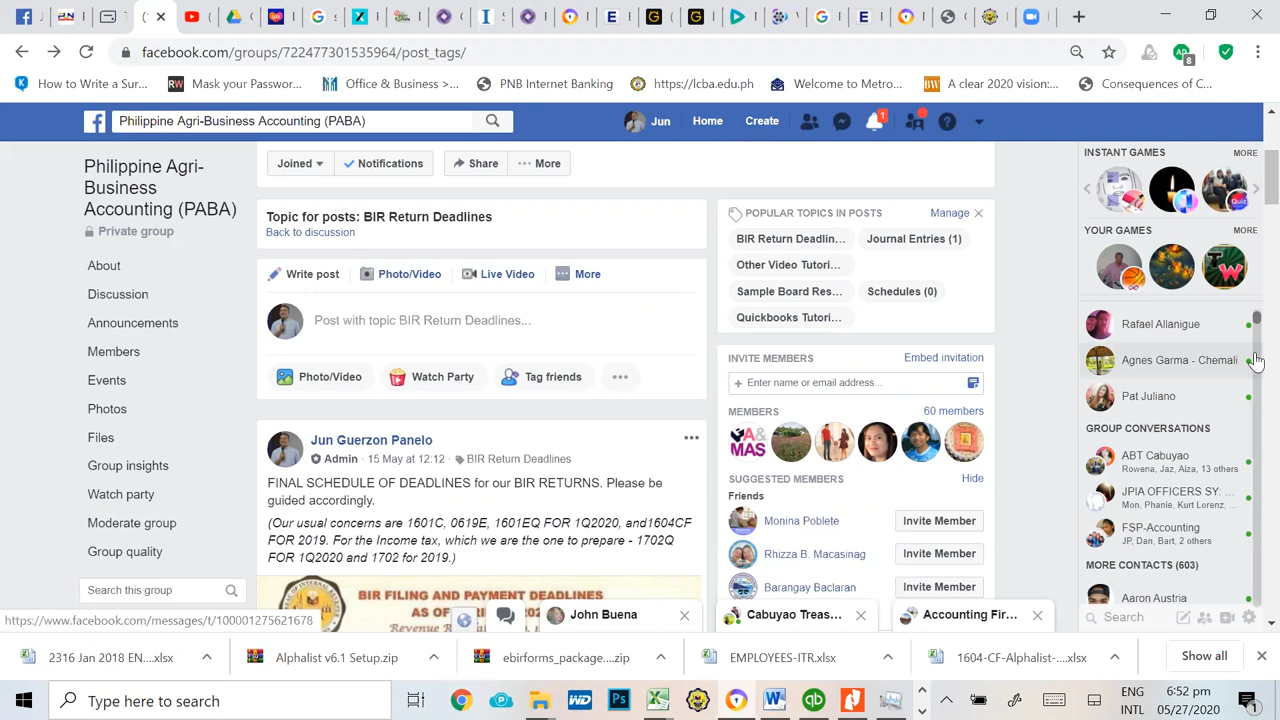 facebook.com/groups/722477301535964/post_tags/
How to Write a Sur...
Mask your Passwor...
Office & Business >...
PNB Internet Banking
https://lcba.edu.ph
Welcome to Metro...
A clear 2020 vision:...
Consequences of C...
Philippine Agri-Business Accounting (PABA)
Jun
Home
Create
1
Philippine Agri-
Business
Accounting (PABA)
Private group
About
Discussion
Announcements
Members
Events
Photos
Files
Group insights
Watch party
Moderate group
Group quality
Search this group
https://www.facebook.com/messages/t/100001275621678
Joined
Notifications
Share
More
Topic for posts: BIR Return Deadlines
Back to discussion
Write post
Photo/Video
Live Video
More
Post with topic BIR Return Deadlines...
Photo/Video
Watch Party
Tag friends
Jun Guerzon Panelo
Admin · 15 May at 12:12 · BIR Return Deadlines
FINAL SCHEDULE OF DEADLINES for our BIR RETURNS. Please be
guided accordingly.
(Our usual concerns are 1601C, 0619E, 1601EQ FOR 1Q2020, and1604CF
FOR 2019. For the Income tax, which we are the one to prepare - 1702Q
FOR 1Q2020 and 1702 for 2019.)
BIR FILING AND PAYMENT DEADLINES
POPULAR TOPICS IN POSTS
Manage
BIR Return Deadlin...
Journal Entries (1)
Other Video Tutori...
Sample Board Res...
Schedules (0)
Quickbooks Tutori...
INVITE MEMBERS
Embed invitation
+ Enter name or email address...
MEMBERS
60 members
SUGGESTED MEMBERS
Hide
Friends
Monina Poblete
Invite Member
Rhizza B. Macasinag
Invite Member
Barangay Baclaran
Invite Member
INSTANT GAMES
MORE
YOUR GAMES
MORE
Rafael Allanigue
Agnes Garma - Chemali
Pat Juliano
GROUP CONVERSATIONS
ABT Cabuyao
Rowena, Jaz, Aiza, 13 others
JPIA OFFICERS SY: ...
Mon, Phanie, Kurt Lorenz, ...
FSP-Accounting
JP, Dan, Bart, 2 others
MORE CONTACTS (603)
Aaron Austria
Search
John Buena
Cabuyao Treas...
Accounting Fir...
2316 Jan 2018 EN....xlsx
Alphalist v6.1 Setup.zip
ebirforms_package....zip
EMPLOYEES-ITR.xlsx
1604-CF-Alphalist-....xlsx
Show all
Type here to search
ENG
INTL
6:52 pm
05/27/2020
1